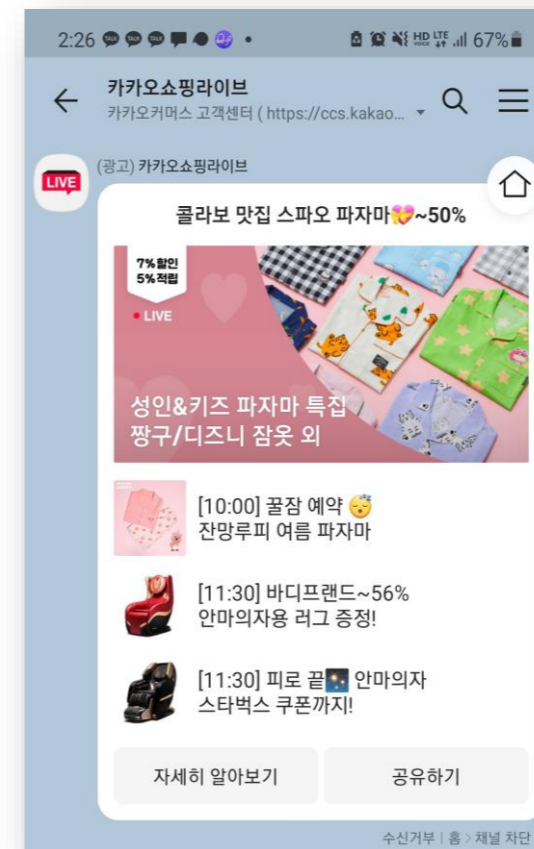 2:26 TALK TALK TALK HD VOICE LTE 67%
카카오쇼핑라이브
카카오커머스 고객센터 ( https://ccs.kakao...
(광고) 카카오쇼핑라이브
LIVE
콜라보 맛집 스파오 파자마💝~50%
7%할인
5%적립
• LIVE
성인&키즈 파자마 특집
짱구/디즈니 잠옷 외
[10:00] 꿀잠 예약 😴
잔망루피 여름 파자마
[11:30] 바디프랜드~56%
안마의자용 러그 증정!
[11:30] 피로 끝🎇 안마의자
스타벅스 쿠폰까지!
자세히 알아보기
공유하기
수신거부 | 홈 > 채널 차단